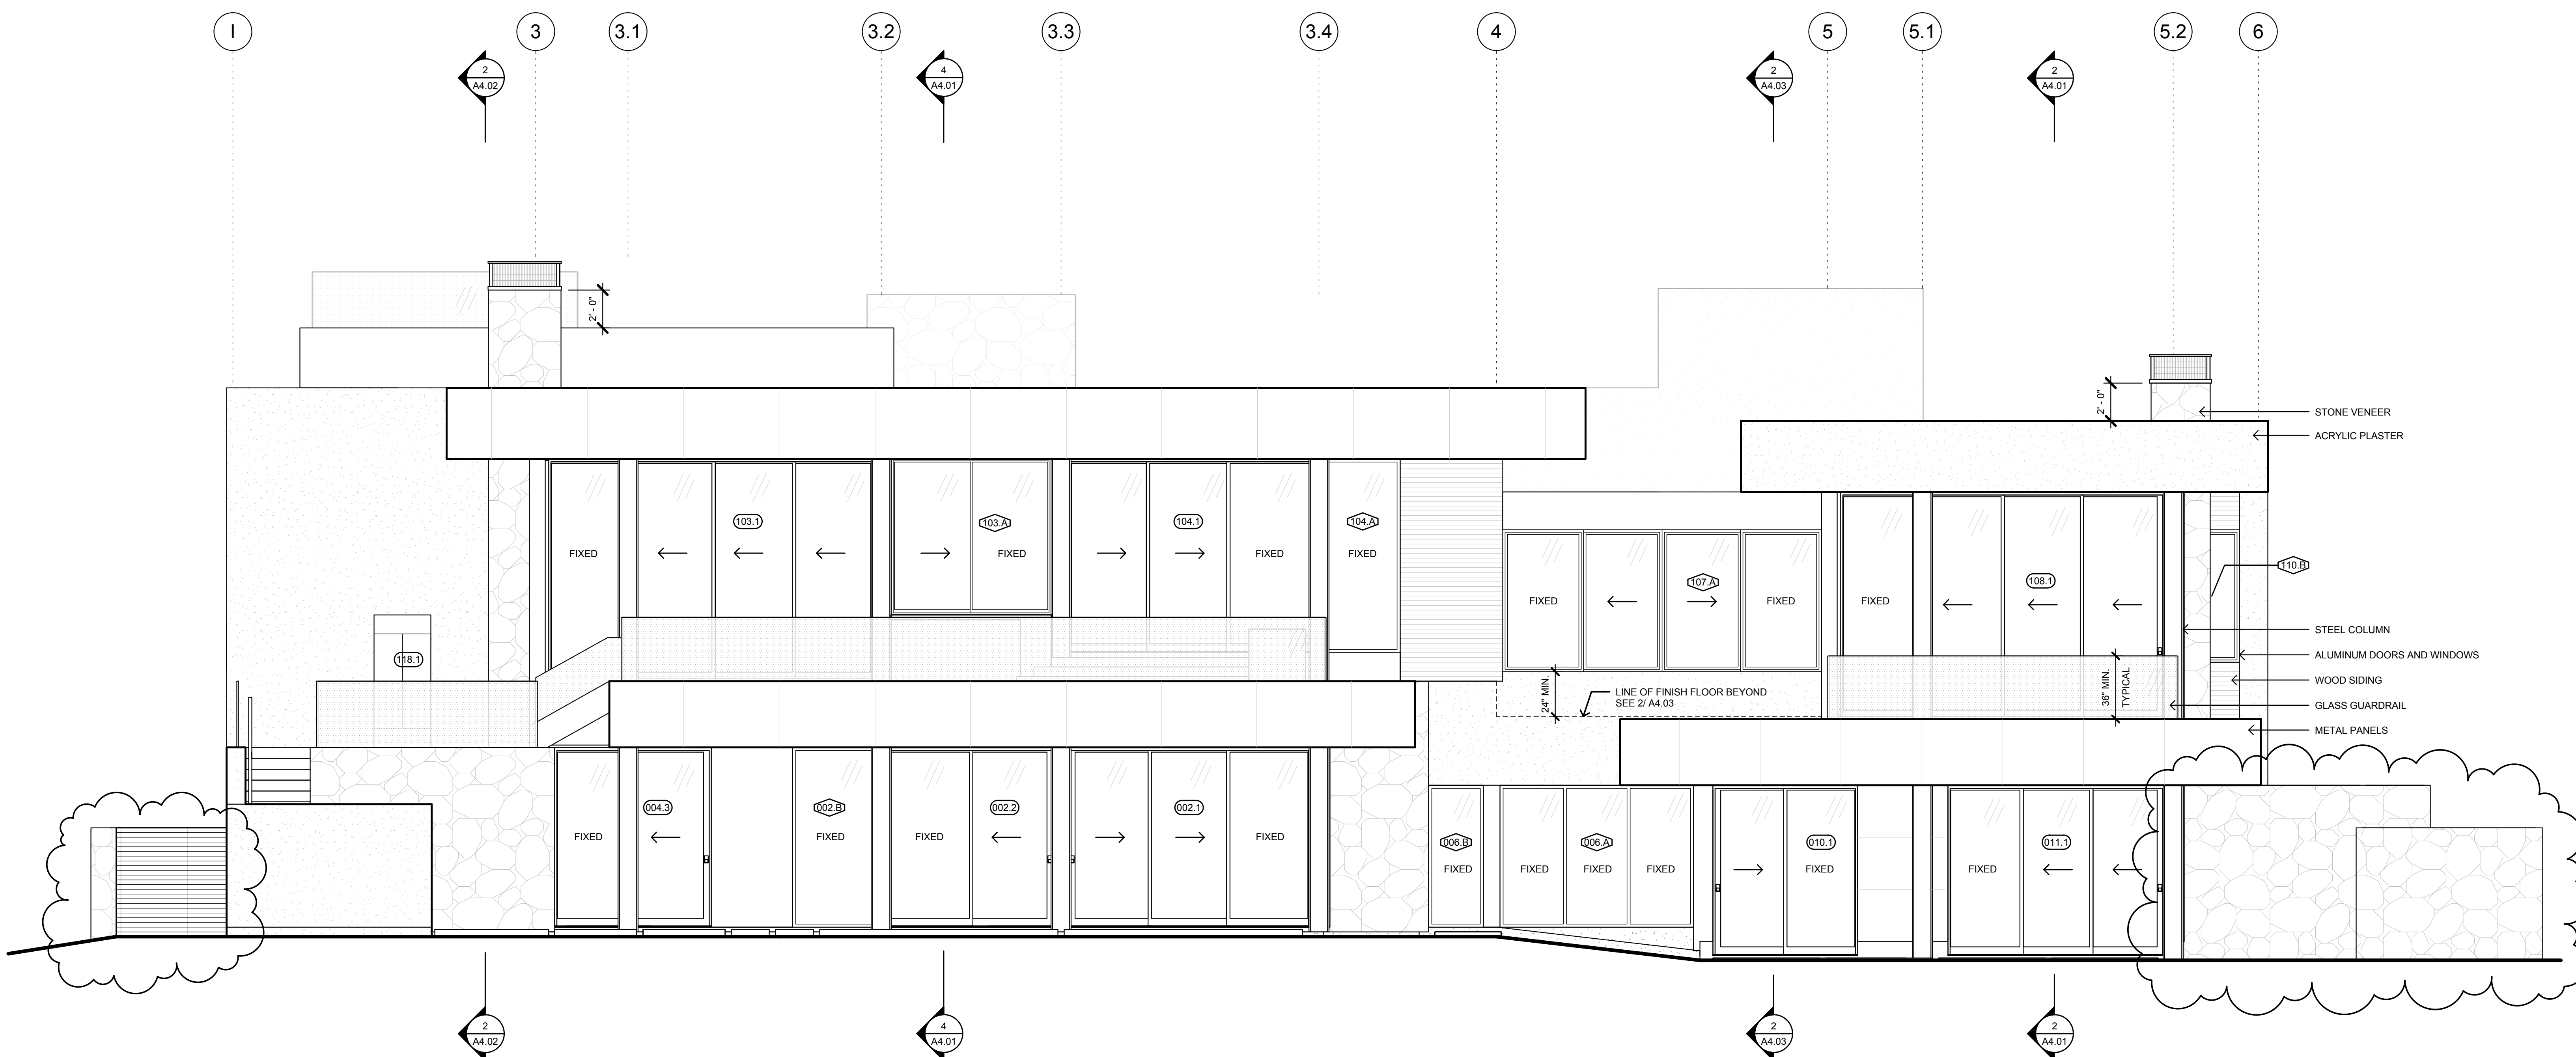 I
3
3.1
3.2
3.3
3.4
4
5
5.1
5.2
6
2
A4.02
4
A4.01
2
A4.03
2
A4.01
2' - 0"
2' - 0"
STONE VENEER
ACRYLIC PLASTER
103.1
103.A
104.1
104.A
FIXED
FIXED
FIXED
FIXED
107.A
108.1
110.B
FIXED
FIXED
FIXED
118.1
STEEL COLUMN
ALUMINUM DOORS AND WINDOWS
WOOD SIDING
GLASS GUARDRAIL
METAL PANELS
24" MIN.
LINE OF FINISH FLOOR BEYOND
SEE 2/ A4.03
36" MIN.
TYPICAL
004.3
002.B
002.2
002.1
FIXED
FIXED
FIXED
FIXED
006.B
006.A
010.1
011.1
FIXED
FIXED
FIXED
FIXED
FIXED
FIXED
2
A4.02
4
A4.01
2
A4.03
2
A4.01